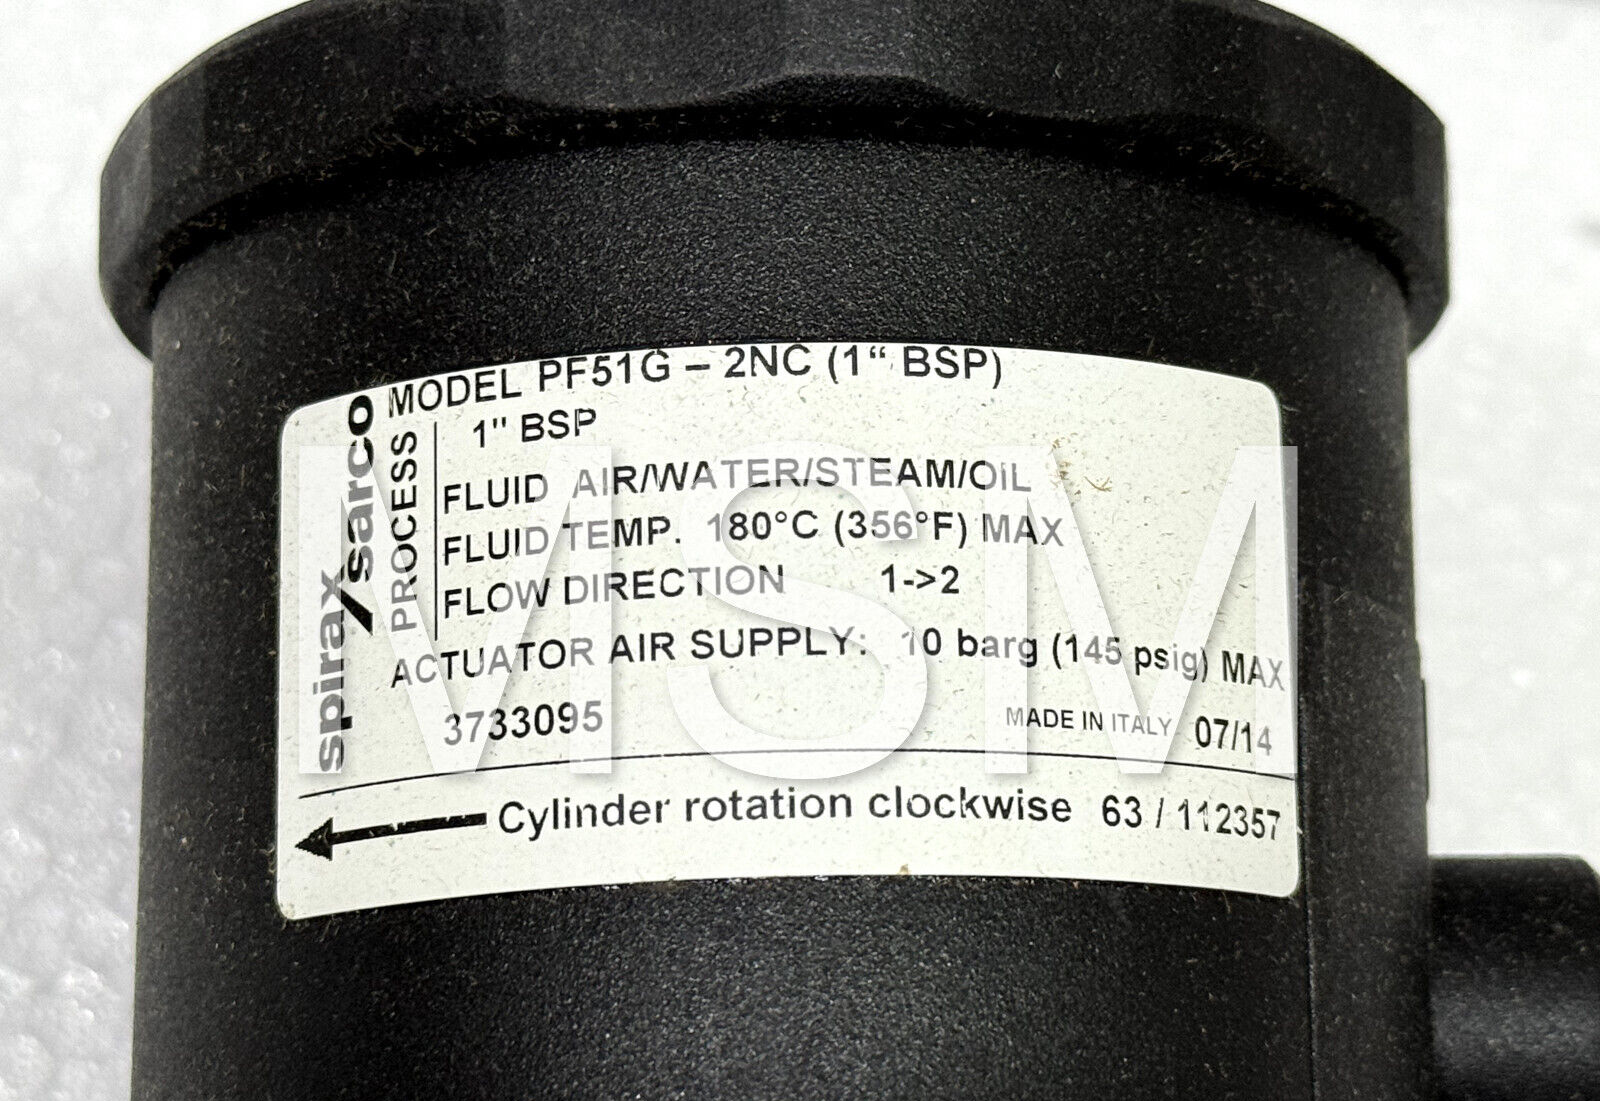 spirax
/sarco
MODEL PF51G – 2NC (1“ BSP)
PROCESS
1" BSP
FLUID AIR/WATER/STEAM/OIL
FLUID TEMP. 180°C (356°F) MAX
FLOW DIRECTION 1->2
ACTUATOR AIR SUPPLY: 10 barg (145 psig) MAX
3733095 MADE IN ITALY 07/14
Cylinder rotation clockwise 63 / 112357
MSM